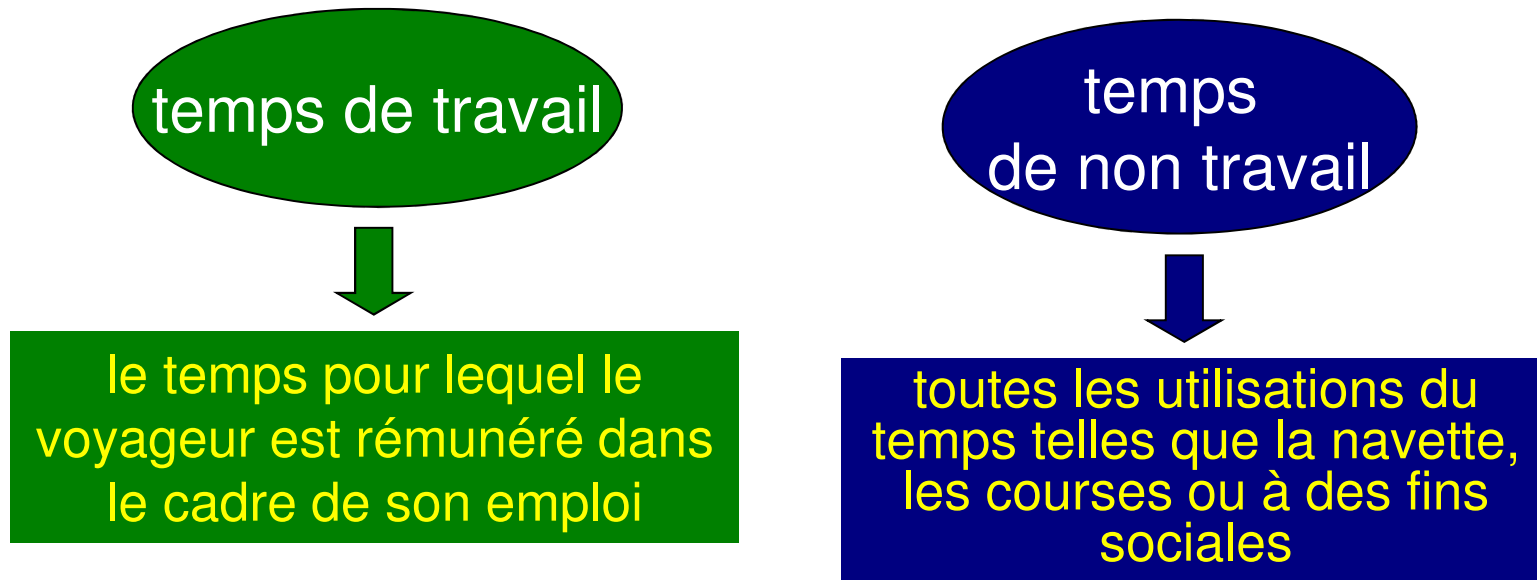 temps de travail
le temps pour lequel le
voyageur est rémunéré dans
le cadre de son emploi
temps
de non travail
toutes les utilisations du
temps telles que la navette,
les courses ou à des fins
sociales